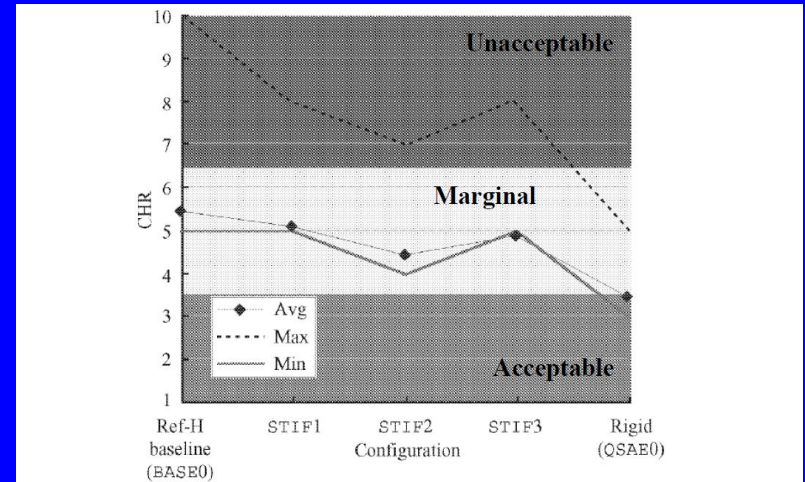 10
9
8
7
6
5
4
3
2
1
CHR
Unacceptable
Marginal
Acceptable
Avg
Max
Min
Ref-H
baseline
(BASE0)
STIF1
STIF2
STIF3
Rigid
(QSAE0)
Configuration